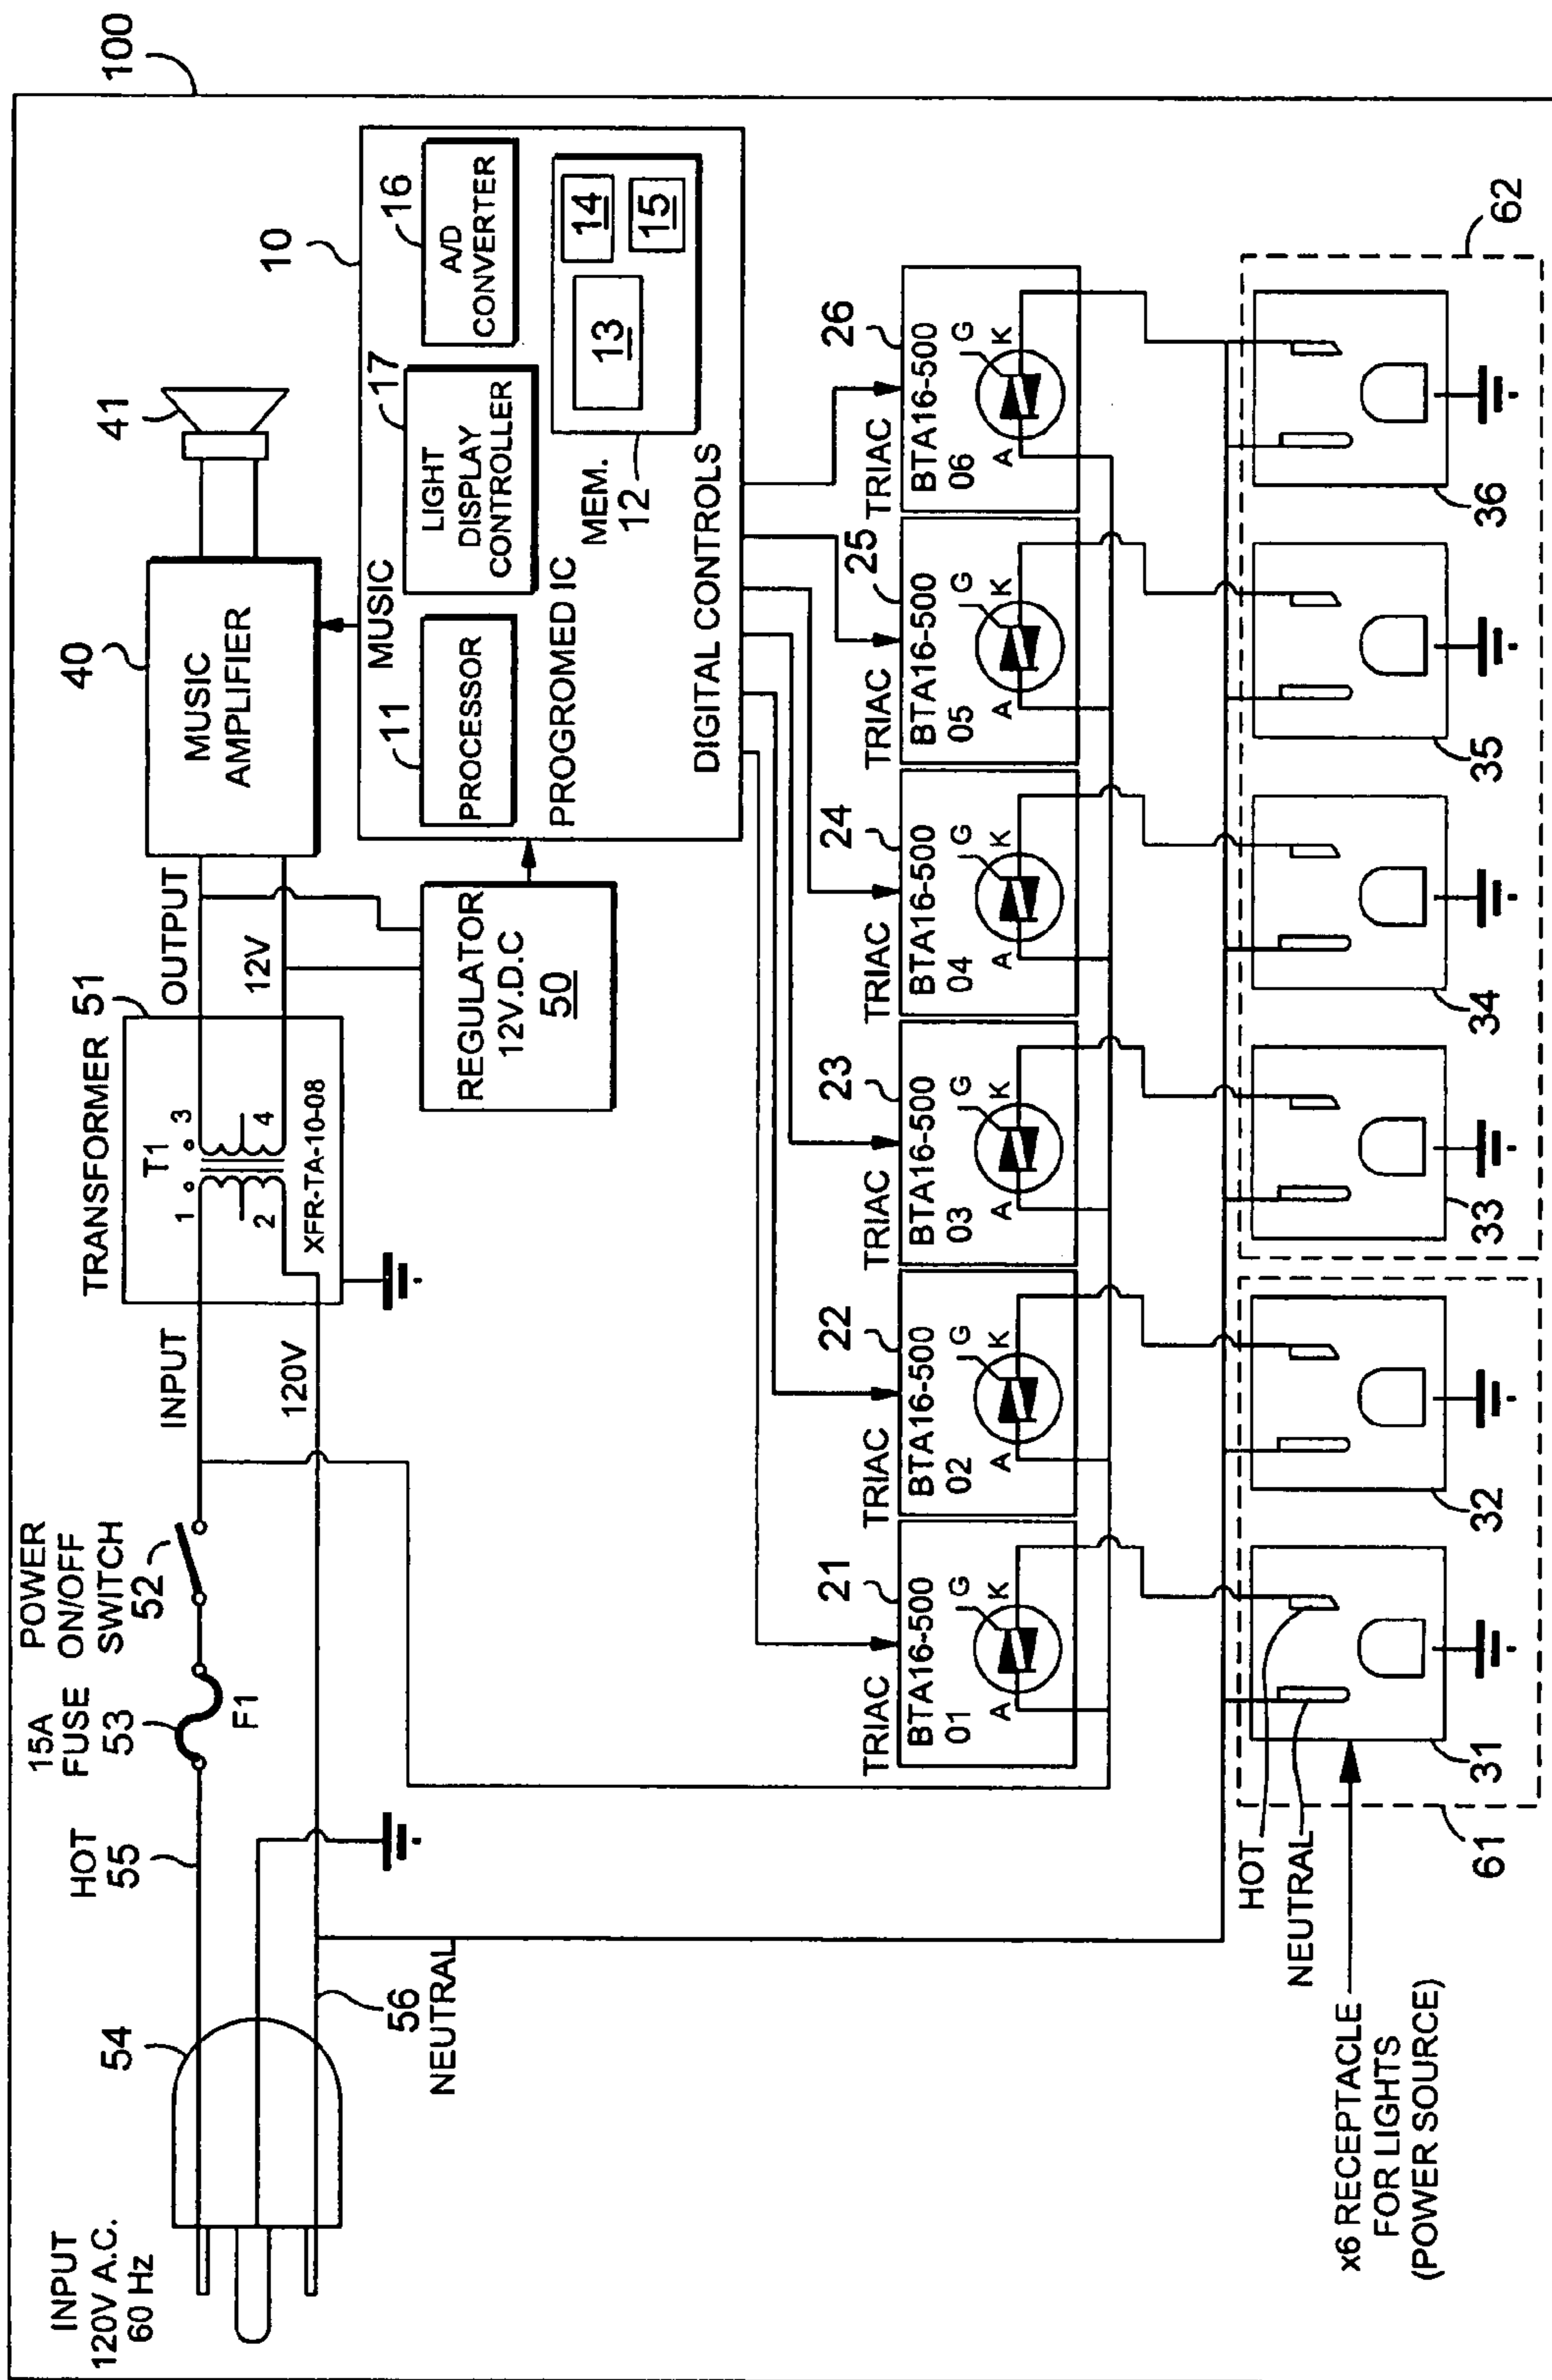 100
INPUT
120V A.C.
60 Hz
54
HOT
55
56
NEUTRAL
15A
FUSE
53
F1
POWER
ON/OFF
SWITCH
52
INPUT
120V
TRANSFORMER 51
T1
1
3
2
4
XFR-TA-10-08
OUTPUT
12V
40
MUSIC
AMPLIFIER
41
REGULATOR
12V.D.C
50
10
MUSIC
11
PROCESSOR
17
LIGHT
DISPLAY
CONTROLLER
16
A/D
CONVERTER
PROGROMED IC
MEM.
12
13
14
15
DIGITAL CONTROLS
TRIAC
21
BTA16-500
01
A
G
K
TRIAC
22
BTA16-500
02
A
G
K
TRIAC
23
BTA16-500
03
A
G
K
TRIAC
24
BTA16-500
04
A
G
K
TRIAC
25
BTA16-500
05
A
G
K
TRIAC
26
BTA16-500
06
A
G
K
HOT
NEUTRAL
x6 RECEPTACLE
FOR LIGHTS
(POWER SOURCE)
61
31
32
33
34
35
36
62